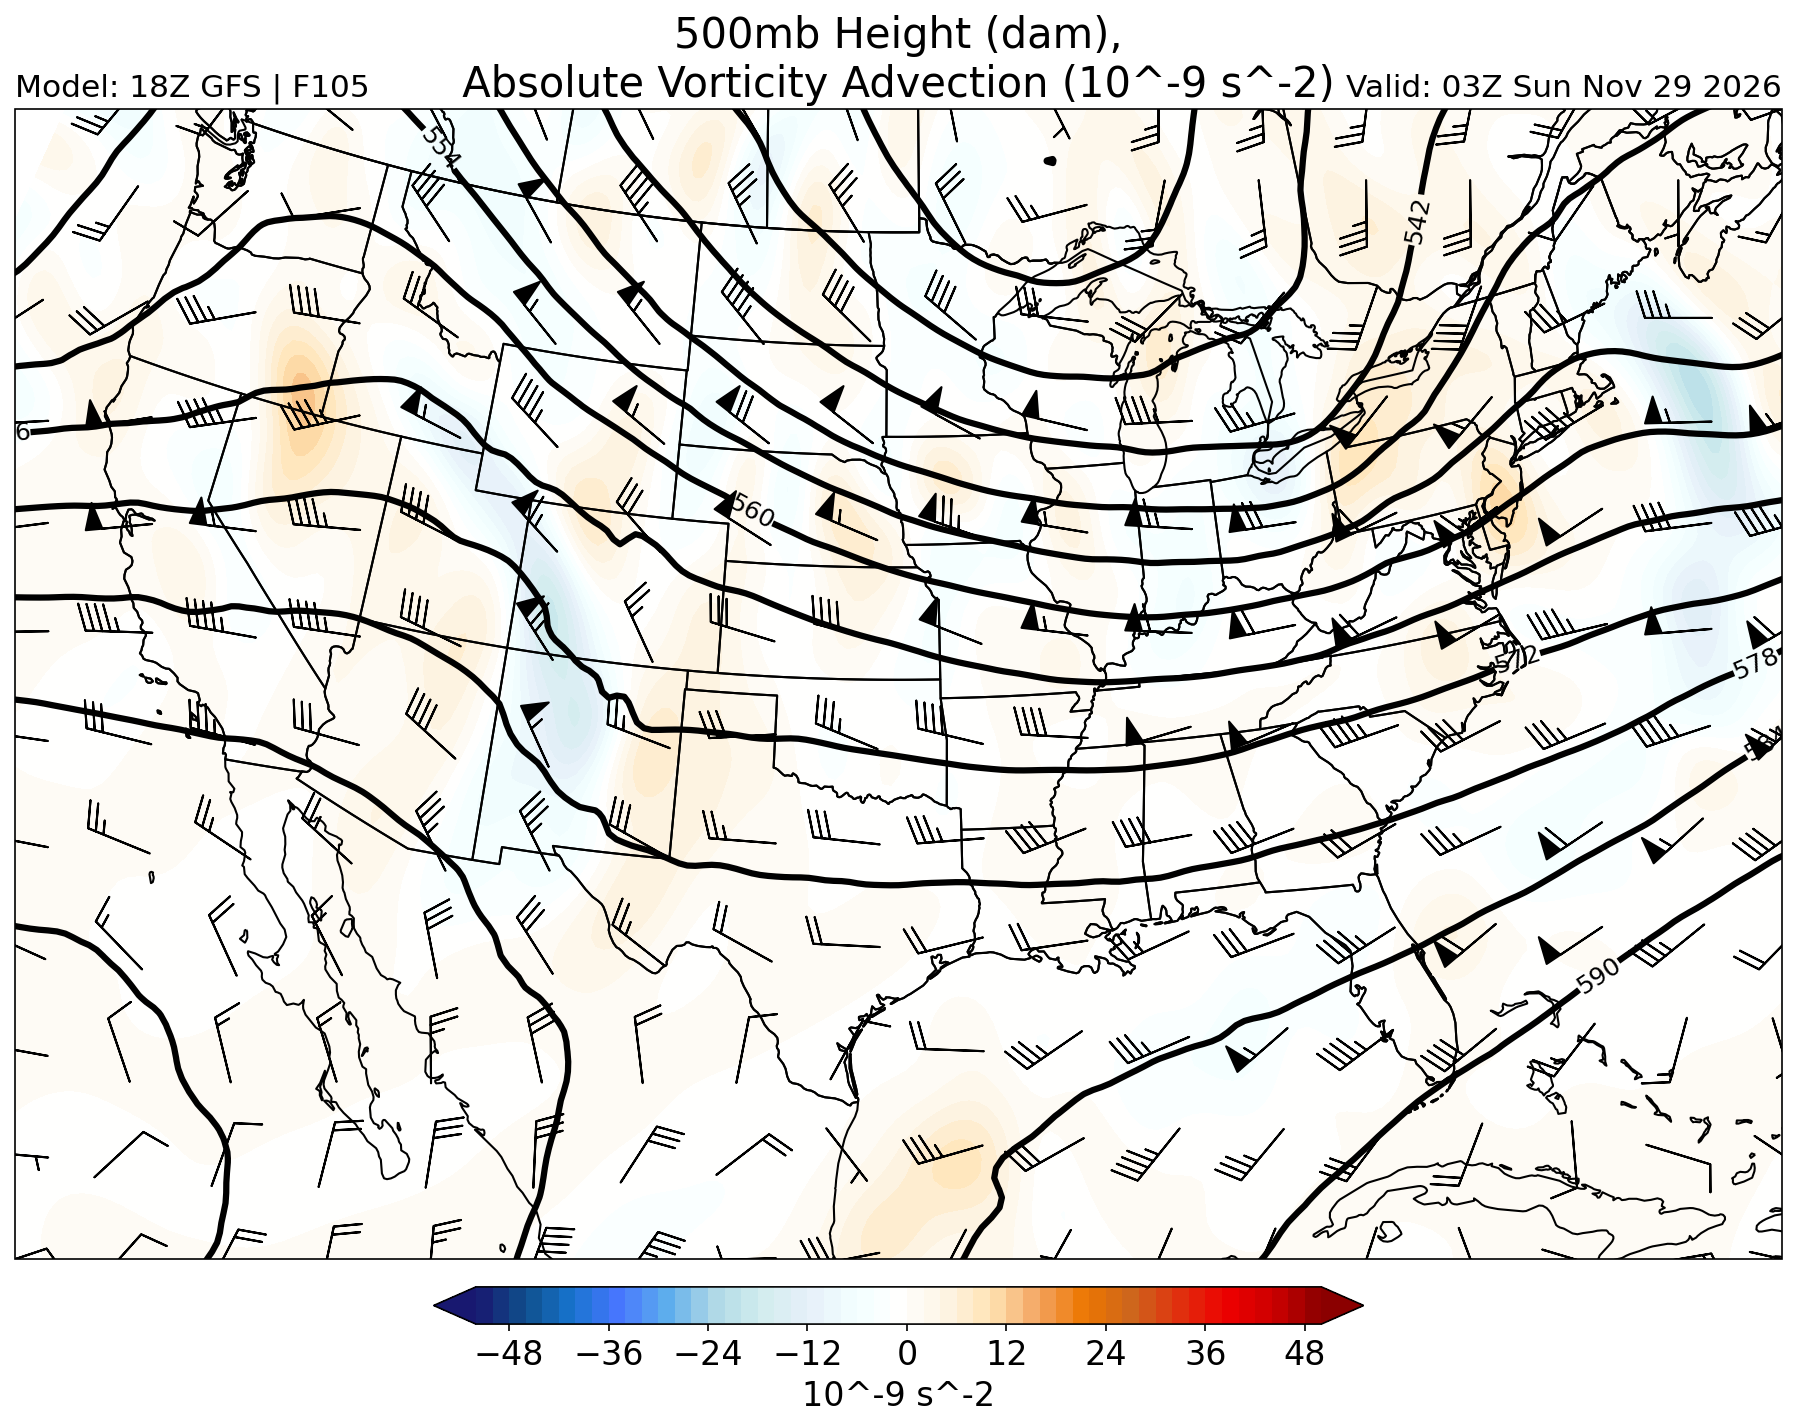 500mb Height (dam),
Model: 18Z GFS | F105
Absolute Vorticity Advection (10^-9 s^-2)
Valid: 03Z Sun Nov 29 2026
554
542
6
560
572
578
590
−48 −36 −24 −12 0 12 24 36 48
10^-9 s^-2